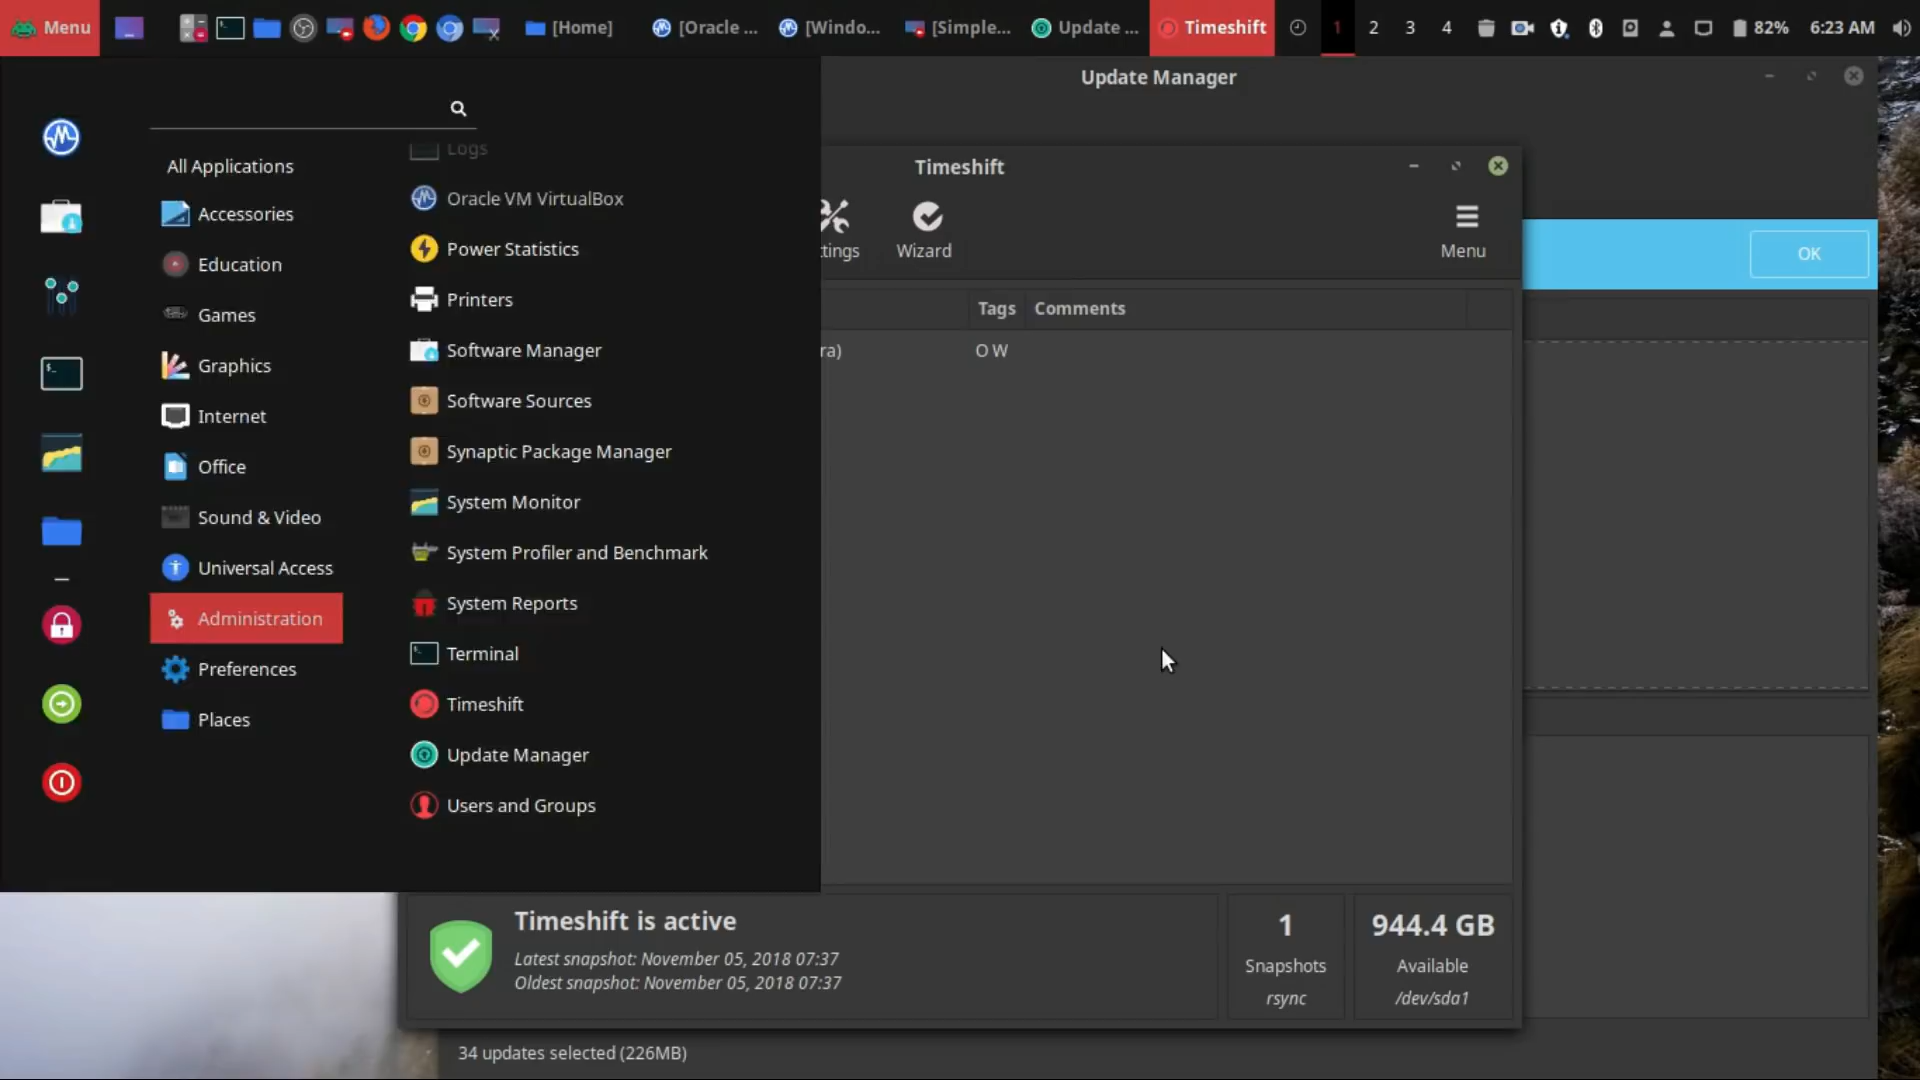 Menu
[Home]
[Oracle ...
[Windo...
[Simple...
Update ...
Timeshift
1
2
3
4
82%
6:23 AM
Update Manager
OK
All Applications
Accessories
Education
Games
Graphics
Internet
Office
Sound & Video
Universal Access
Administration
Preferences
Places
Logs
Oracle VM VirtualBox
Power Statistics
Printers
Software Manager
Software Sources
Synaptic Package Manager
System Monitor
System Profiler and Benchmark
System Reports
Terminal
Timeshift
Update Manager
Users and Groups
Timeshift
tings
Wizard
Menu
Tags
Comments
ra)
O W
Timeshift is active
Latest snapshot: November 05, 2018 07:37
Oldest snapshot: November 05, 2018 07:37
1
Snapshots
rsync
944.4 GB
Available
/dev/sda1
34 updates selected (226MB)